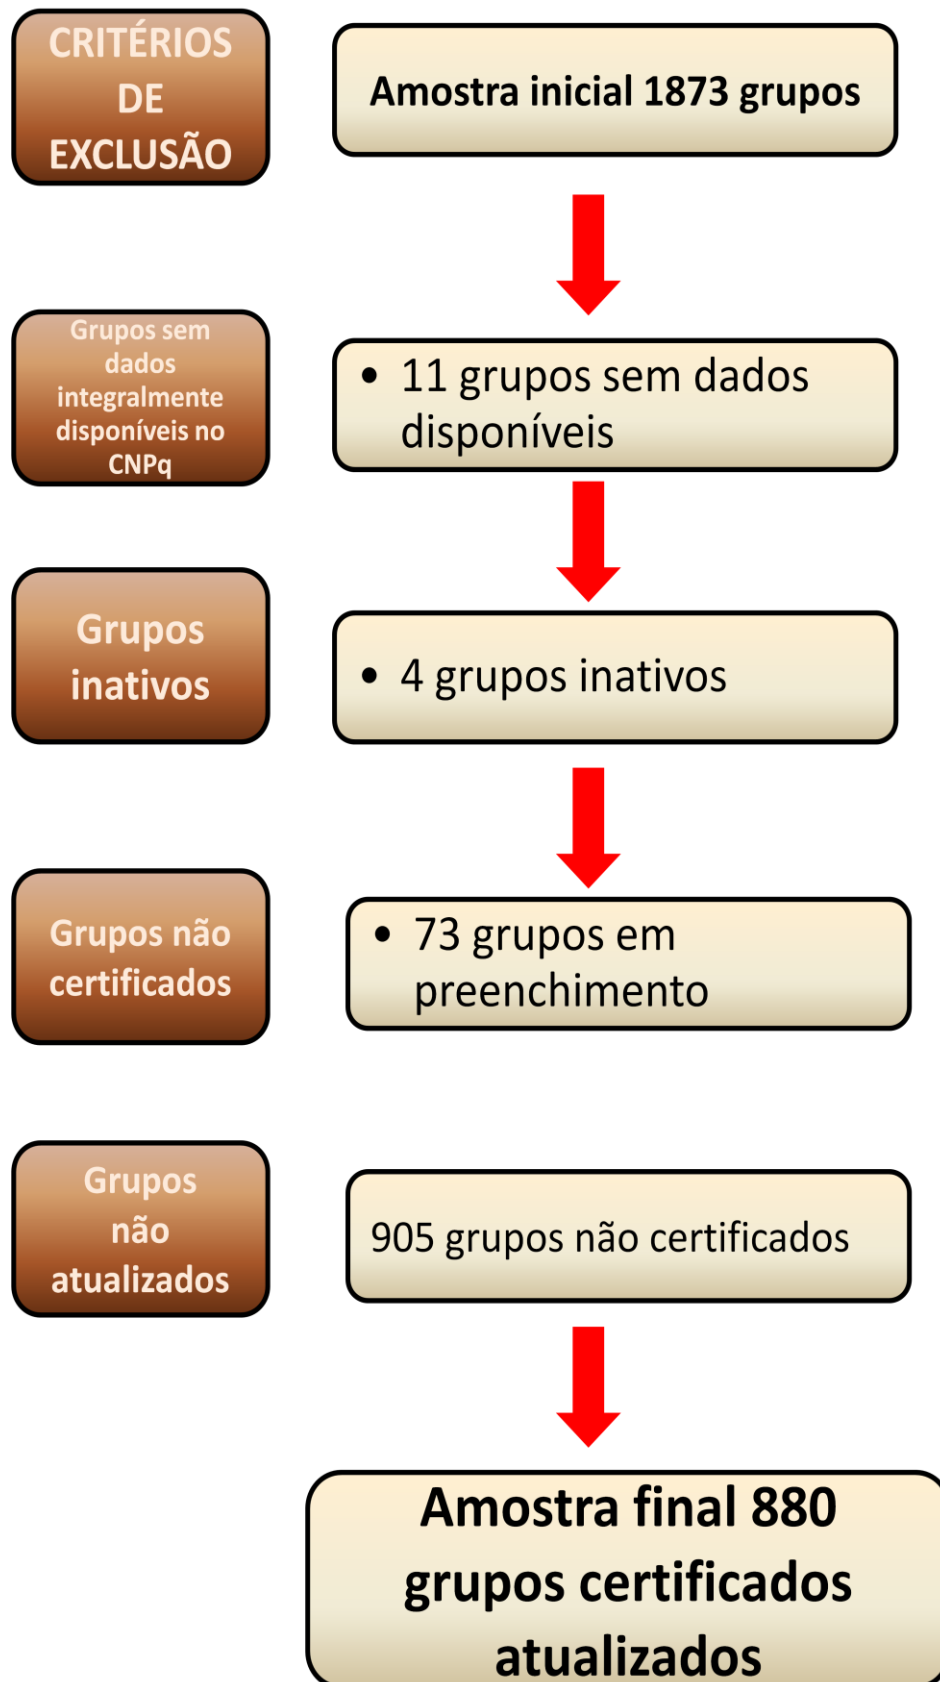 CRITÉRIOS
DE
EXCLUSÃO
Amostra inicial 1873 grupos
Grupos sem
dados
integralmente
disponíveis no
CNPq
• 11 grupos sem dados
disponíveis
Grupos
inativos
• 4 grupos inativos
Grupos não
certificados
• 73 grupos em
preenchimento
Grupos
não
atualizados
905 grupos não certificados
Amostra final 880
grupos certificados
atualizados